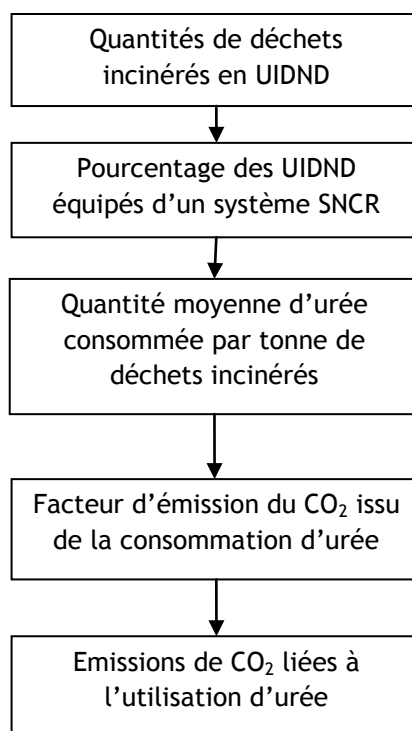 Quantités de déchets
incinérés en UIDND
Pourcentage des UIDND
équipés d’un système SNCR
Quantité moyenne d’urée
consommée par tonne de
déchets incinérés
Facteur d’émission du CO₂ issu
de la consommation d’urée
Emissions de CO₂ liées à
l’utilisation d’urée